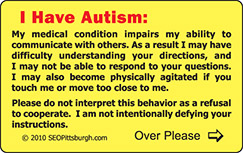 I Have Autism:
My medical condition impairs my ability to
communicate with others. As a result I may have
difficulty understanding your directions, and
I may not be able to respond to your questions.
I may also become physically agitated if you
touch me or move too close to me.
Please do not interpret this behavior as a refusal
to cooperate. I am not intentionally defying your
instructions.
© 2010 SEOPittsburgh.com Over Please